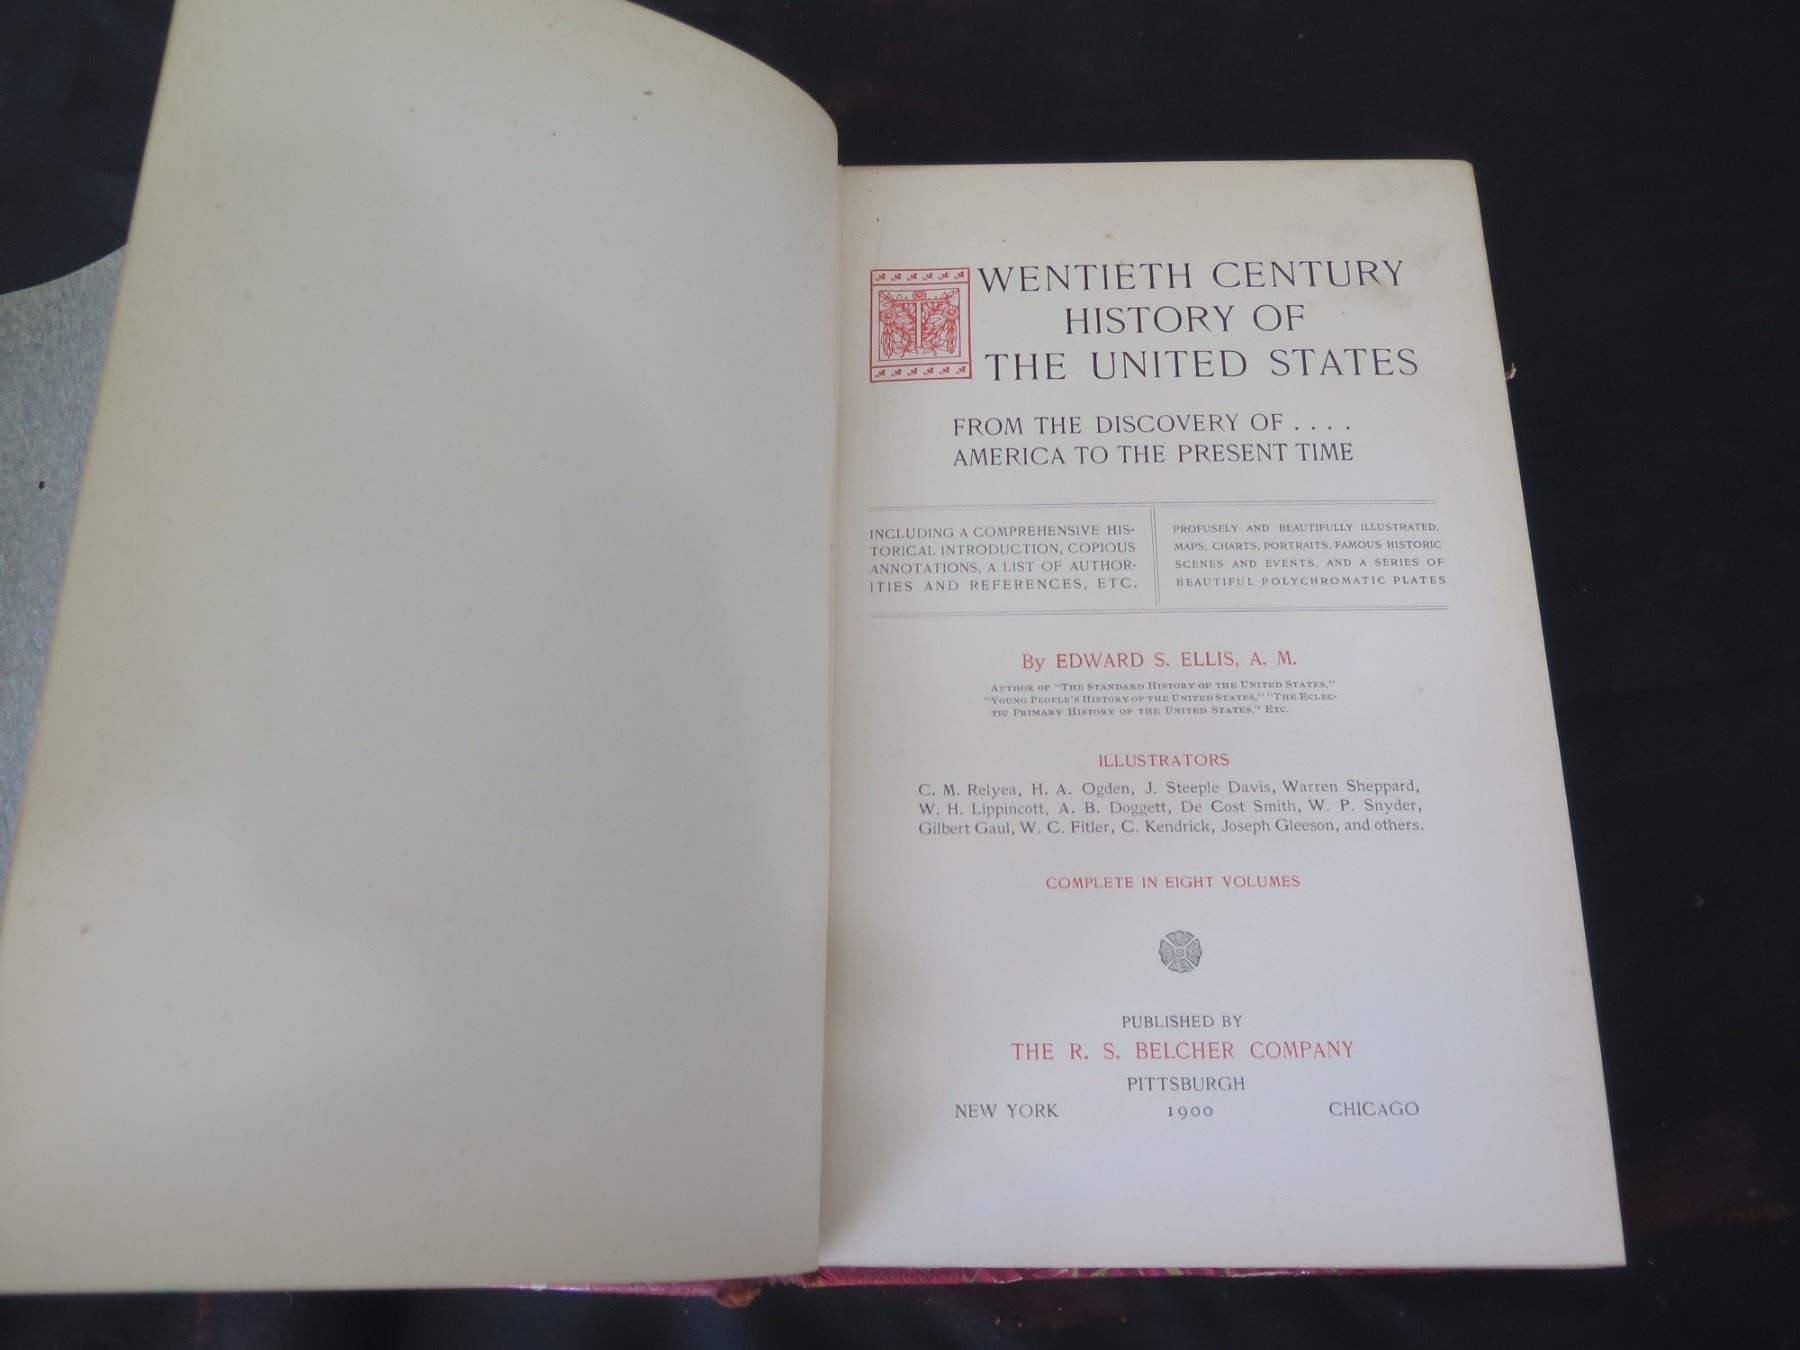 TWENTIETH CENTURY
HISTORY OF
THE UNITED STATES
FROM THE DISCOVERY OF . . . .
AMERICA TO THE PRESENT TIME
INCLUDING A COMPREHENSIVE HIS-
TORICAL INTRODUCTION, COPIOUS
ANNOTATIONS, A LIST OF AUTHOR-
ITIES AND REFERENCES, ETC.
PROFUSELY AND BEAUTIFULLY ILLUSTRATED,
MAPS, CHARTS, PORTRAITS, FAMOUS HISTORIC
SCENES AND EVENTS, AND A SERIES OF
BEAUTIFUL POLYCHROMATIC PLATES
By EDWARD S. ELLIS, A. M.
AUTHOR OF "THE STANDARD HISTORY OF THE UNITED STATES,"
"YOUNG PEOPLE'S HISTORY OF THE UNITED STATES," "THE ECLEC-
TIC PRIMARY HISTORY OF THE UNITED STATES," ETC.
ILLUSTRATORS
C. M. Relyea, H. A. Ogden, J. Steeple Davis, Warren Sheppard,
W. H. Lippincott, A. B. Doggett, De Cost Smith, W. P. Snyder,
Gilbert Gaul, W. C. Fitler, C. Kendrick, Joseph Gleeson, and others.
COMPLETE IN EIGHT VOLUMES
PUBLISHED BY
THE R. S. BELCHER COMPANY
PITTSBURGH
NEW YORK 1900 CHICAGO